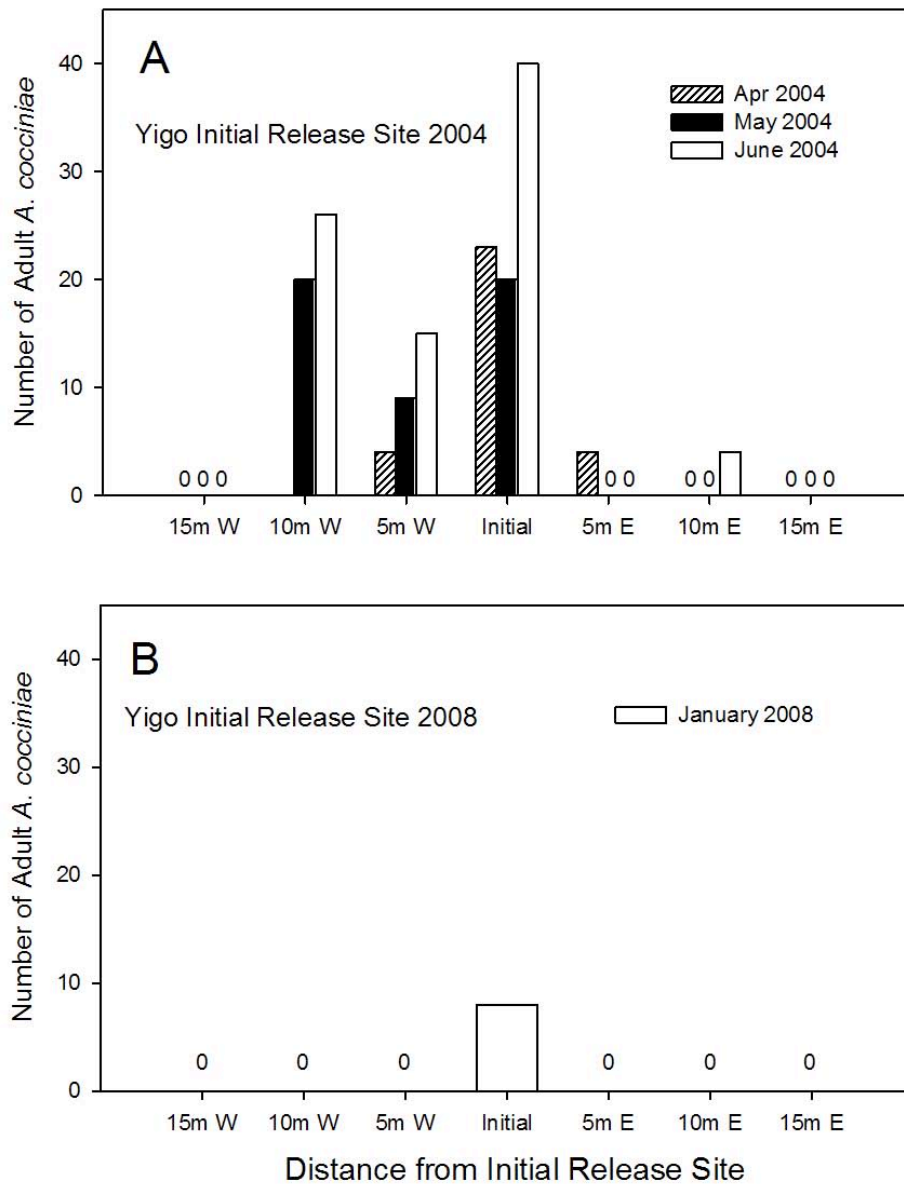 A
Yigo Initial Release Site 2004
Apr 2004
May 2004
June 2004
Number of Adult A. cocciniae
40
30
20
10
0
0 0 0
0 0
0 0
0 0 0
15m W 10m W 5m W Initial 5m E 10m E 15m E
B
Yigo Initial Release Site 2008
January 2008
Number of Adult A. cocciniae
40
30
20
10
0
0 0 0 0 0 0
15m W 10m W 5m W Initial 5m E 10m E 15m E
Distance from Initial Release Site